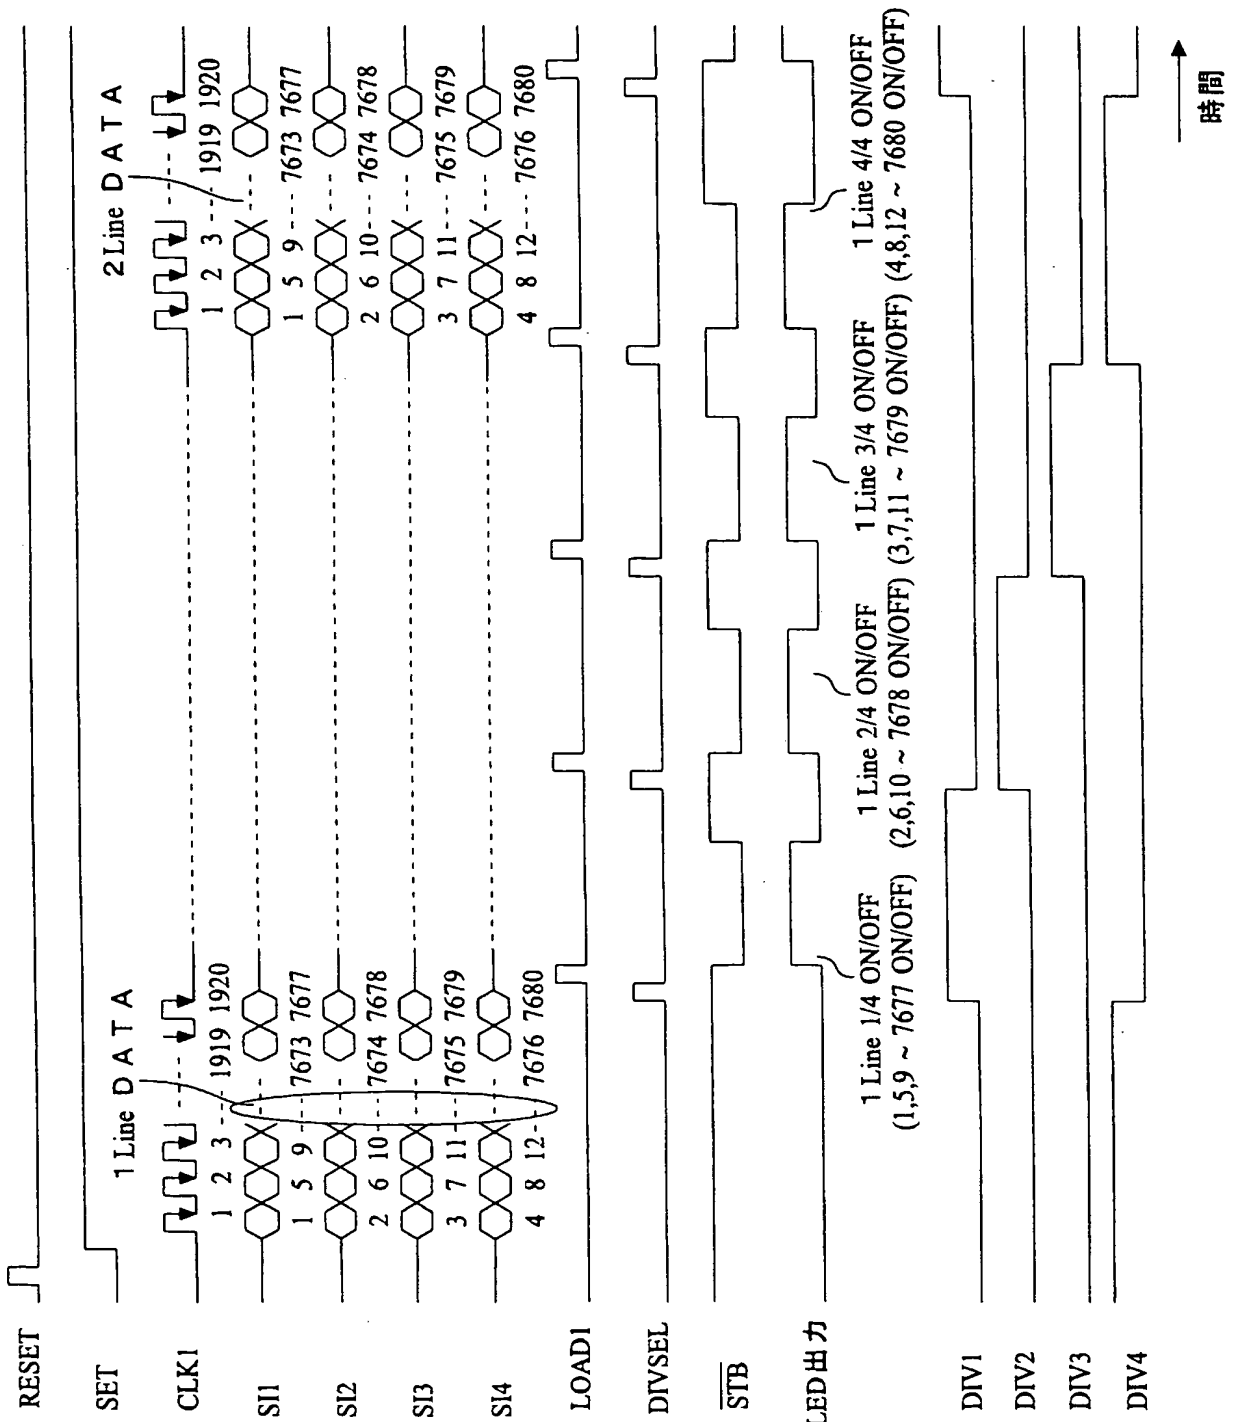 RESET
SET
2 Line D A T A
1 Line D A T A
CLK1
1 2 3 1919 1920
1 2 3 1919 1920
SI1
1 5 9 7673 7677
1 5 9 7673 7677
SI2
2 6 10 7674 7678
2 6 10 7674 7678
SI3
3 7 11 7675 7679
3 7 11 7675 7679
SI4
4 8 12 7676 7680
4 8 12 7676 7680
LOAD1
DIVSEL
STB
LED出力
1 Line 1/4 ON/OFF
(1,5,9 ~ 7677 ON/OFF)
1 Line 2/4 ON/OFF
(2,6,10 ~ 7678 ON/OFF)
1 Line 3/4 ON/OFF
(3,7,11 ~ 7679 ON/OFF)
1 Line 4/4 ON/OFF
(4,8,12 ~ 7680 ON/OFF)
DIV1
DIV2
DIV3
DIV4
時間